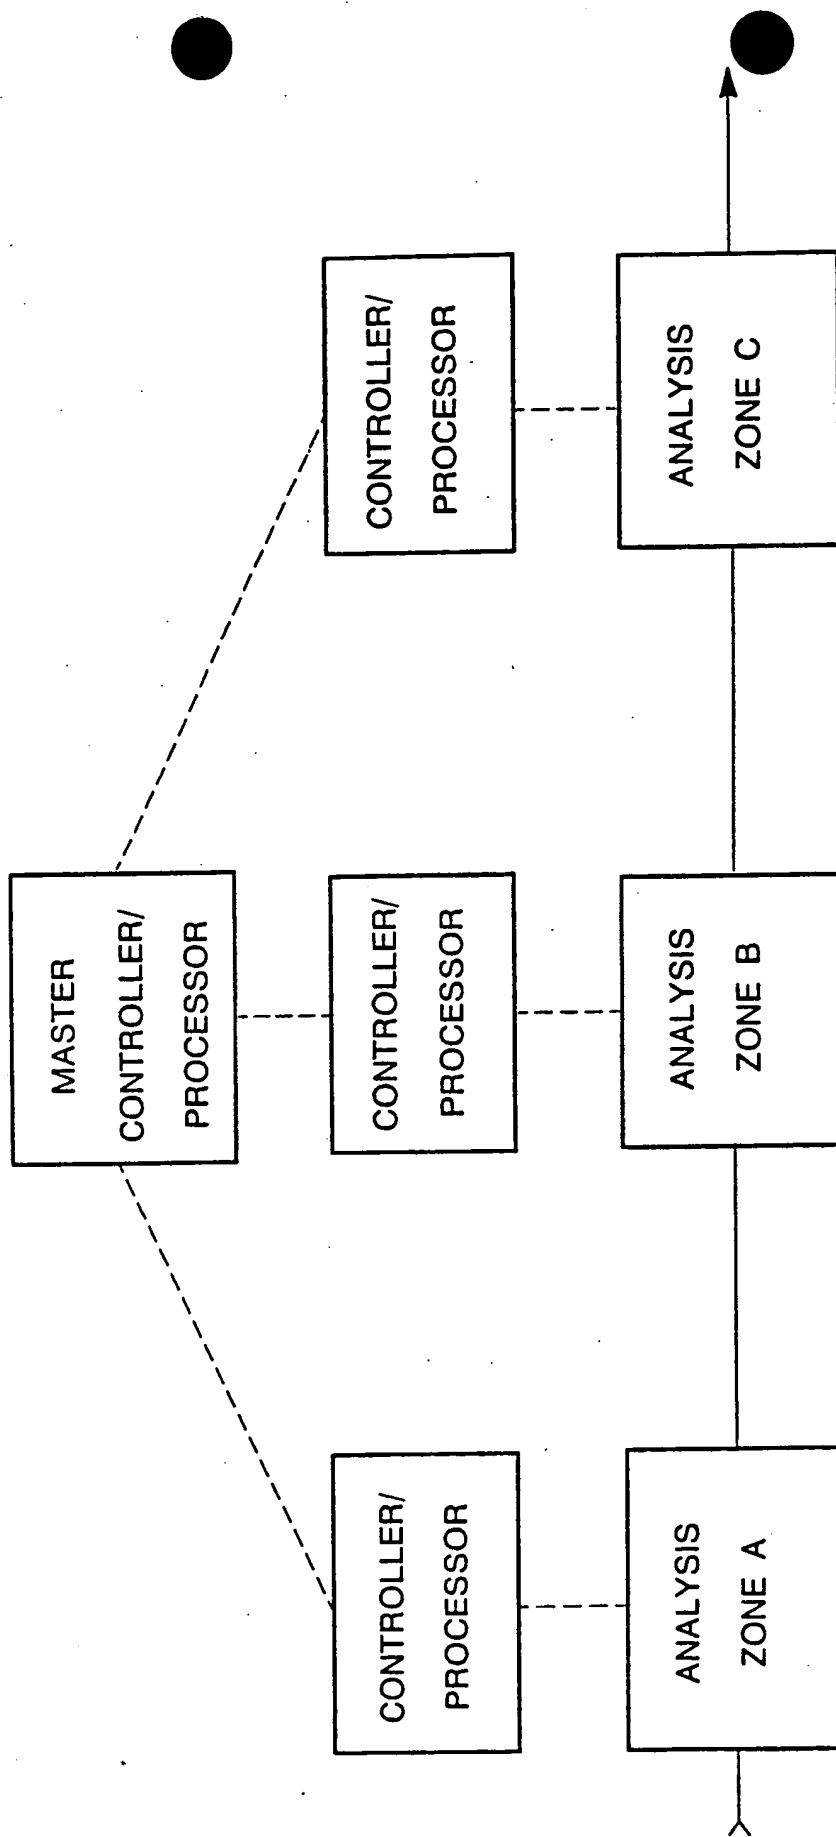 MASTER
CONTROLLER/
PROCESSOR
CONTROLLER/
PROCESSOR
CONTROLLER/
PROCESSOR
CONTROLLER/
PROCESSOR
ANALYSIS
ZONE A
ANALYSIS
ZONE B
ANALYSIS
ZONE C